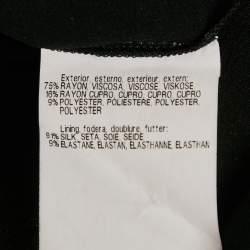 Exterior, esterno, exterieur, extern:
75% RAYON, VISCOSA, VISCOSE, VISKOSE
16% RAYON CUPRO, CUPRO, CUPRO, CUPRO
9% POLYESTER, POLIESTERE, POLYESTER,
POLYESTER
Lining, fodera, doublure, futter:
91% SILK, SETA, SOIE, SEIDE
9% ELASTANE, ELASTAN, ELASTHANNE, ELASTHAN